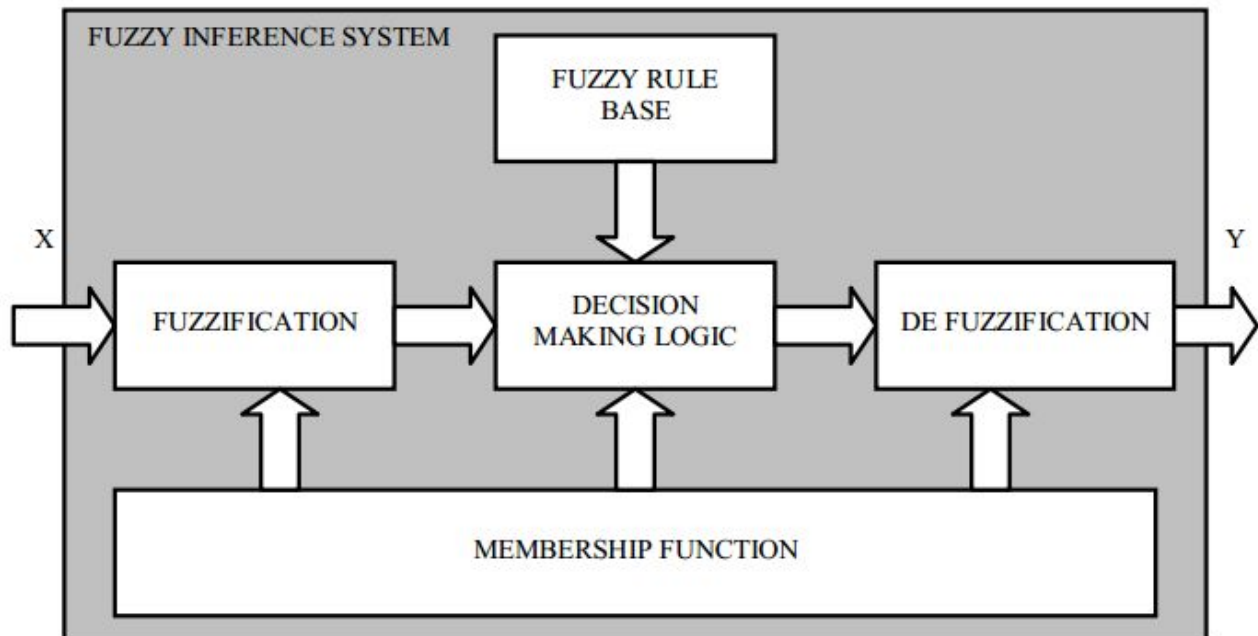 FUZZY INFERENCE SYSTEM
FUZZY RULE
BASE
X
Y
FUZZIFICATION
DECISION
MAKING LOGIC
DE FUZZIFICATION
MEMBERSHIP FUNCTION